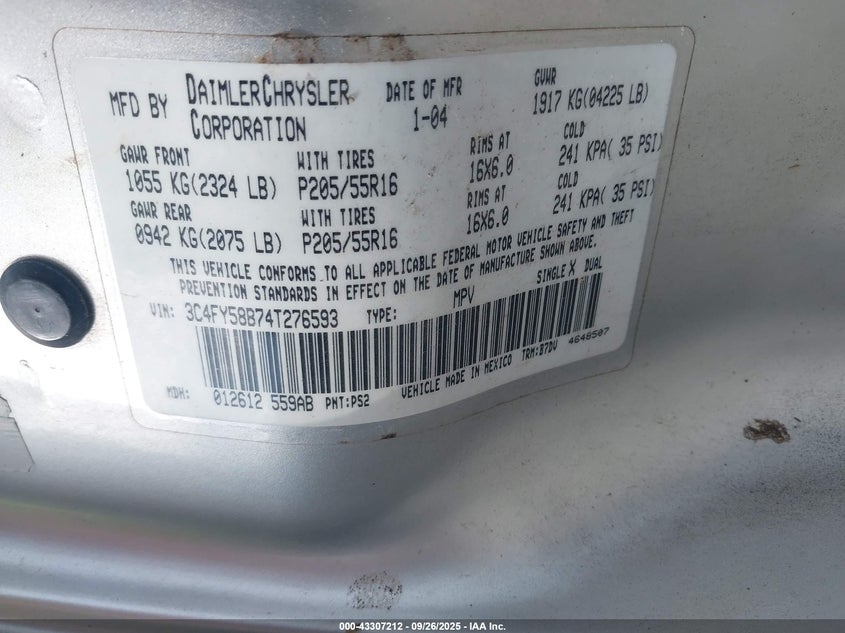 MFD BY DAIMLERCHRYSLER CORPORATION
DATE OF MFR 1-04
GVWR 1917 KG(04225 LB)
GAWR FRONT WITH TIRES RIMS AT COLD
1055 KG(2324 LB) P205/55R16 16X6.0 241 KPA( 35 PSI)
GAWR REAR WITH TIRES RIMS AT COLD
0942 KG(2075 LB) P205/55R16 16X6.0 241 KPA( 35 PSI)
THIS VEHICLE CONFORMS TO ALL APPLICABLE FEDERAL MOTOR VEHICLE SAFETY AND THEFT
PREVENTION STANDARDS IN EFFECT ON THE DATE OF MANUFACTURE SHOWN ABOVE.
VIN: 3C4FY58B74T276593 TYPE: MPV SINGLE X DUAL
MDH: 012612 559AB PNT:PS2 VEHICLE MADE IN MEXICO TRM:B7DV 4648507
000-43307212 - 09/26/2025 - IAA Inc.